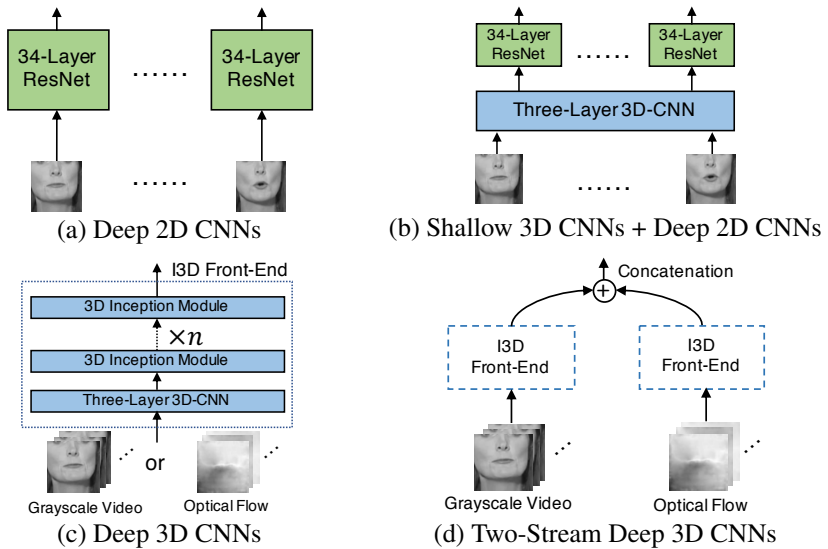 34-Layer
ResNet
......
34-Layer
ResNet
......
(a) Deep 2D CNNs
34-Layer
ResNet
......
34-Layer
ResNet
Three-Layer 3D-CNN
......
(b) Shallow 3D CNNs + Deep 2D CNNs
I3D Front-End
3D Inception Module
×n
3D Inception Module
Three-Layer 3D-CNN
or
...
...
Grayscale Video
Optical Flow
(c) Deep 3D CNNs
Concatenation
+
I3D
Front-End
I3D
Front-End
...
...
Grayscale Video
Optical Flow
(d) Two-Stream Deep 3D CNNs